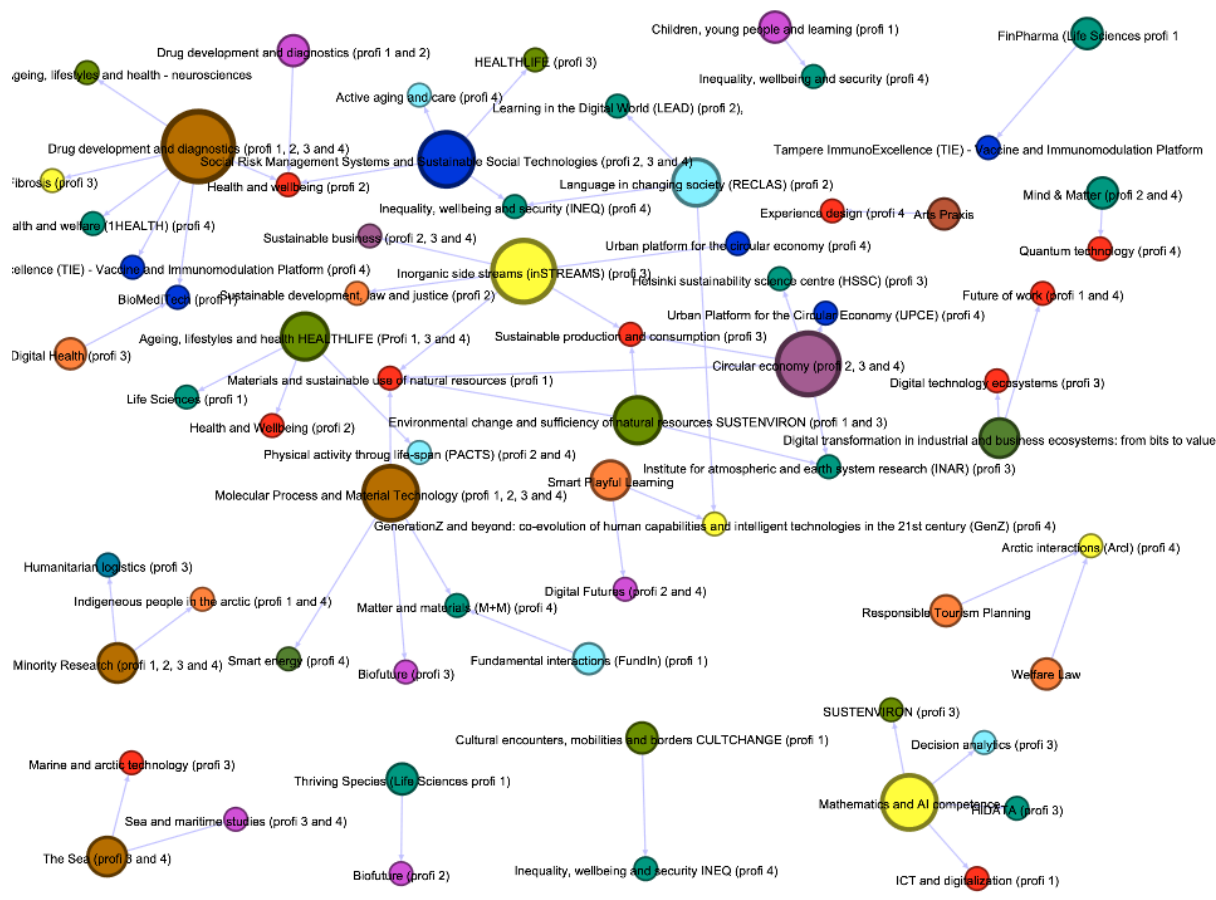 Children, young people and learning (profi 1)
FinPharma (Life Sciences profi 1
Drug development and diagnostics (profi 1 and 2)
HEALTHLIFE (profi 3)
geing, lifestyles and health - neurosciences
Inequality, wellbeing and security (profi 4)
Active aging and care (profi 4)
Learning in the Digital World (LEAD) (profi 2),
Drug development and diagnostics (profi 1, 2, 3 and 4)
Tampere ImmunoExcellence (TIE) - Vaccine and Immunomodulation Platform
Social Risk Management Systems and Sustainable Social Technologies (profi 2, 3 and 4)
Fibrosis (profi 3)
Health and wellbeing (profi 2)
Language in changing society (RECLAS) (profi 2)
Mind & Matter (profi 2 and 4)
Inequality, wellbeing and security (INEQ) (profi 4)
Experience design (profi 4
Arts Praxis
alth and welfare (1HEALTH) (profi 4)
Sustainable business (profi 2, 3 and 4)
Urban platform for the circular economy (profi 4)
Quantum technology (profi 4)
cellence (TIE) - Vaccine and Immunomodulation Platform (profi 4)
Inorganic side streams (inSTREAMS) (profi 3)
Helsinki sustainability science centre (HSSC) (profi 3)
BioMediTech (profi 1)
Sustainable development, law and justice (profi 2)
Future of work (profi 1 and 4)
Urban Platform for the Circular Economy (UPCE) (profi 4)
Ageing, lifestyles and health HEALTHLIFE (Profi 1, 3 and 4)
Sustainable production and consumption (profi 3)
Digital Health (profi 3)
Circular economy (profi 2, 3 and 4)
Materials and sustainable use of natural resources (profi 1)
Digital technology ecosystems (profi 3)
Life Sciences (profi 1)
Environmental change and sufficiency of natural resources SUSTENVIRON (profi 1 and 3)
Health and Wellbeing (profi 2)
Digital transformation in industrial and business ecosystems: from bits to value
Physical activity throug life-span (PACTS) (profi 2 and 4)
Institute for atmospheric and earth system research (INAR) (profi 3)
Smart Playful Learning
Molecular Process and Material Technology (profi 1, 2, 3 and 4)
GenerationZ and beyond: co-evolution of human capabilities and intelligent technologies in the 21st century (GenZ) (profi 4)
Arctic interactions (ArcI) (profi 4)
Humanitarian logistics (profi 3)
Digital Futures (profi 2 and 4)
Indigeneous people in the arctic (profi 1 and 4)
Matter and materials (M+M) (profi 4)
Responsible Tourism Planning
Minority Research (profi 1, 2, 3 and 4)
Smart energy (profi 4)
Fundamental interactions (FundIn) (profi 1)
Biofuture (profi 3)
Welfare Law
SUSTENVIRON (profi 3)
Cultural encounters, mobilities and borders CULTCHANGE (profi 1)
Decision analytics (profi 3)
Marine and arctic technology (profi 3)
Thriving Species (Life Sciences profi 1)
Mathematics and AI competence
HiDATA (profi 3)
Sea and maritime studies (profi 3 and 4)
The Sea (profi 3 and 4)
Inequality, wellbeing and security INEQ (profi 4)
Biofuture (profi 2)
ICT and digitalization (profi 1)